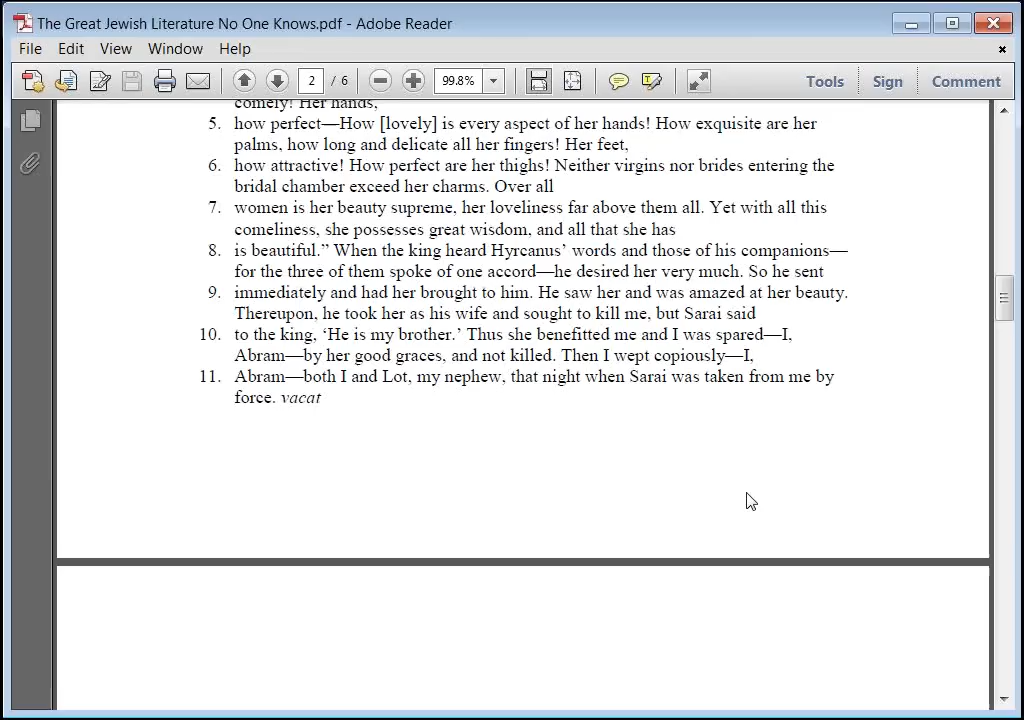 The Great Jewish Literature No One Knows.pdf - Adobe Reader
File Edit View Window Help
2 / 6 99.8% Tools Sign Comment
comely! Her hands,
5. how perfect—How [lovely] is every aspect of her hands! How exquisite are her
palms, how long and delicate all her fingers! Her feet,
6. how attractive! How perfect are her thighs! Neither virgins nor brides entering the
bridal chamber exceed her charms. Over all
7. women is her beauty supreme, her loveliness far above them all. Yet with all this
comeliness, she possesses great wisdom, and all that she has
8. is beautiful.” When the king heard Hyrcanus’ words and those of his companions—
for the three of them spoke of one accord—he desired her very much. So he sent
9. immediately and had her brought to him. He saw her and was amazed at her beauty.
Thereupon, he took her as his wife and sought to kill me, but Sarai said
10. to the king, ‘He is my brother.’ Thus she benefitted me and I was spared—I,
Abram—by her good graces, and not killed. Then I wept copiously—I,
11. Abram—both I and Lot, my nephew, that night when Sarai was taken from me by
force. vacat